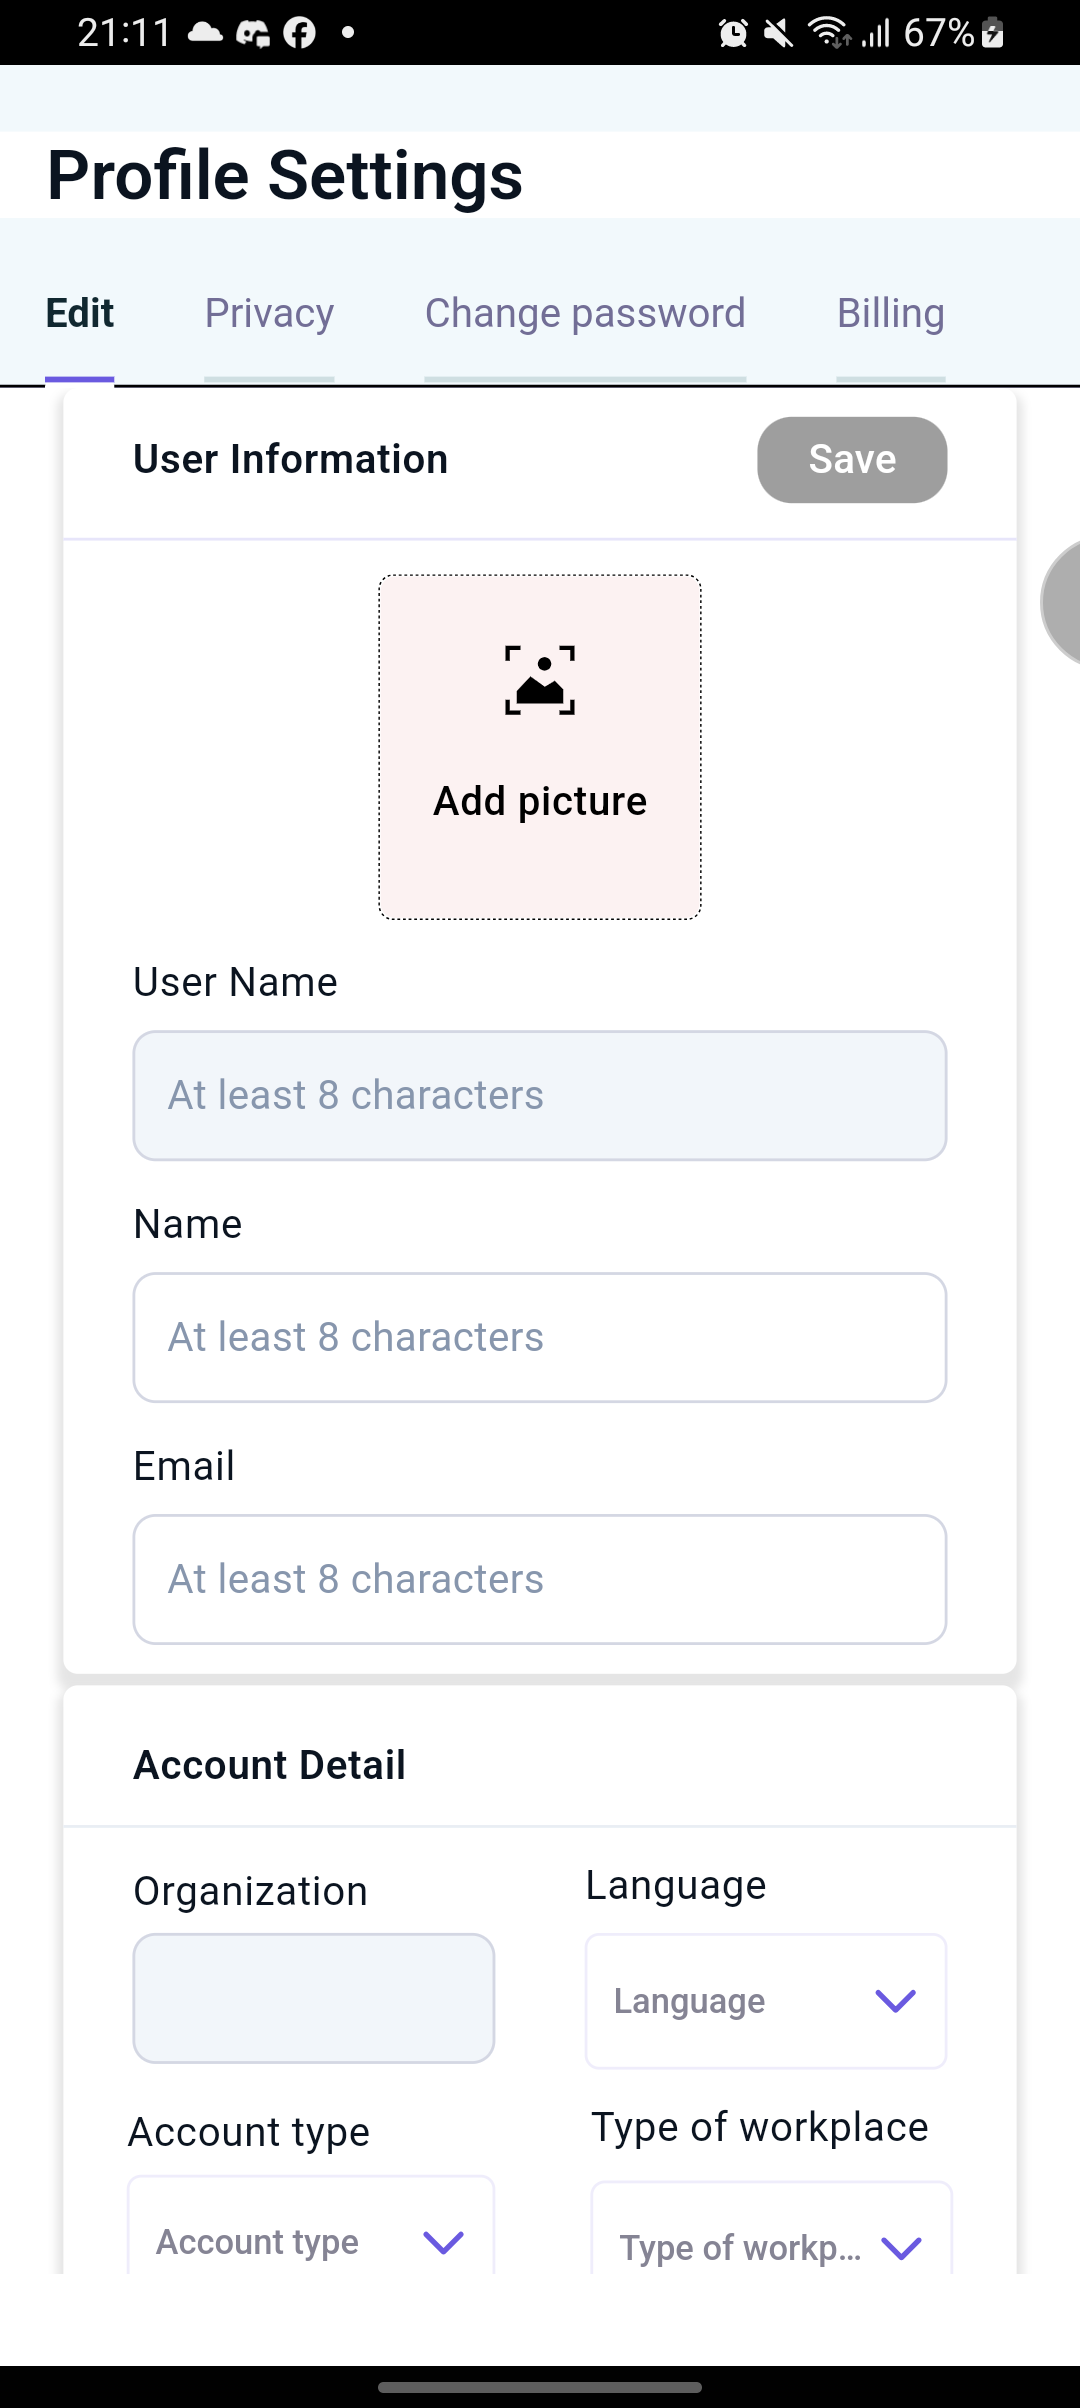 21:11
67%
Profile Settings
Edit Privacy Change password Billing
User Information Save
Add picture
User Name
At least 8 characters
Name
At least 8 characters
Email
At least 8 characters
Account Detail
Organization Language
Language
Account type Type of workplace
Account type Type of workp...